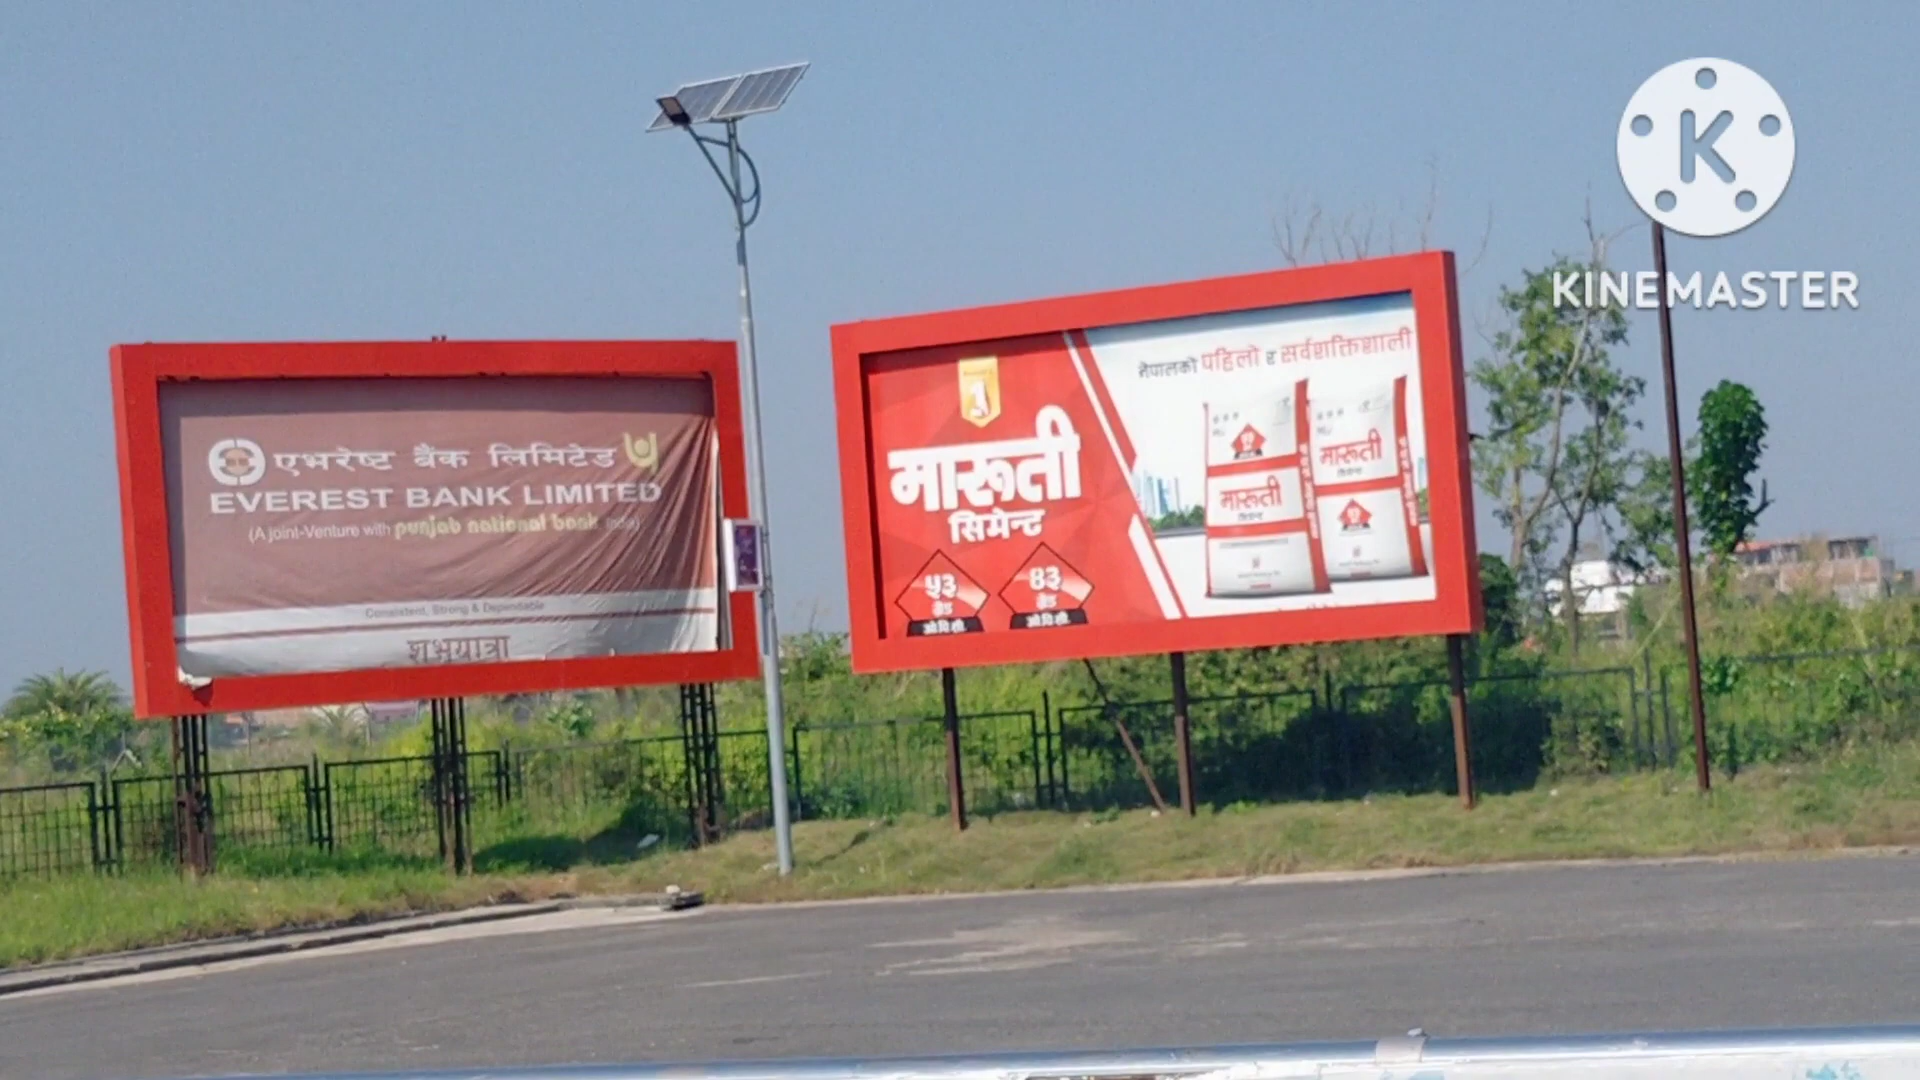 एभरेष्ट बैंक लिमिटेड
EVEREST BANK LIMITED
(A joint-Venture with punjab national bank, India)
Consistent, Strong & Dependable
शुभयात्रा
1
मारूती
सिमेन्ट
५३
ग्रेड
ओ.पि.सी.
४३
ग्रेड
ओ.पि.सी.
नेपालको पहिलो र सर्वशक्तिशाली
मारूती
सिमेन्ट
मारूती
सिमेन्ट
K
KINEMASTER